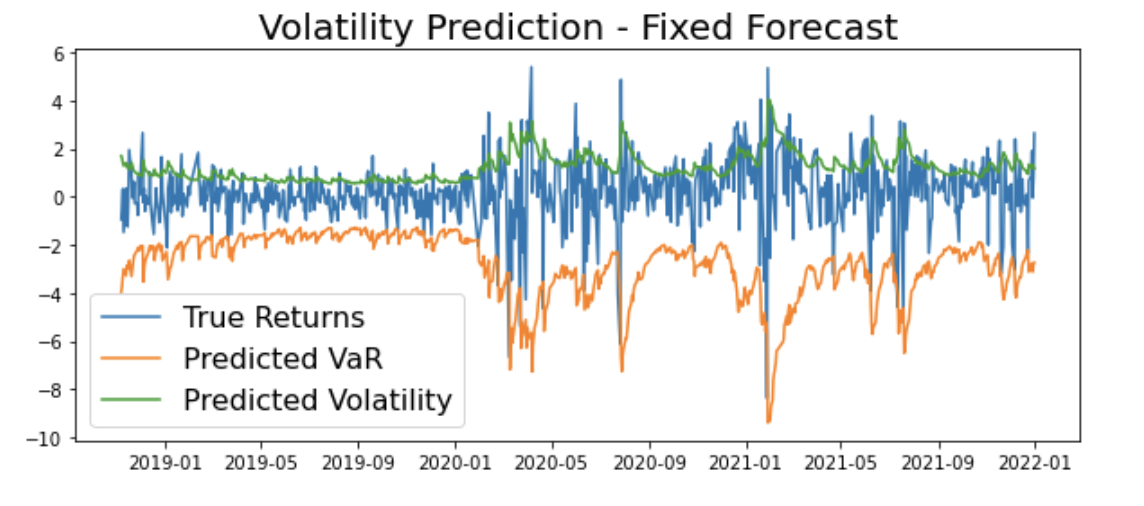 Volatility Prediction - Fixed Forecast
6
4
2
0
−2
−4
−6
−8
−10
True Returns
Predicted VaR
Predicted Volatility
2019-01 2019-05 2019-09 2020-01 2020-05 2020-09 2021-01 2021-05 2021-09 2022-01